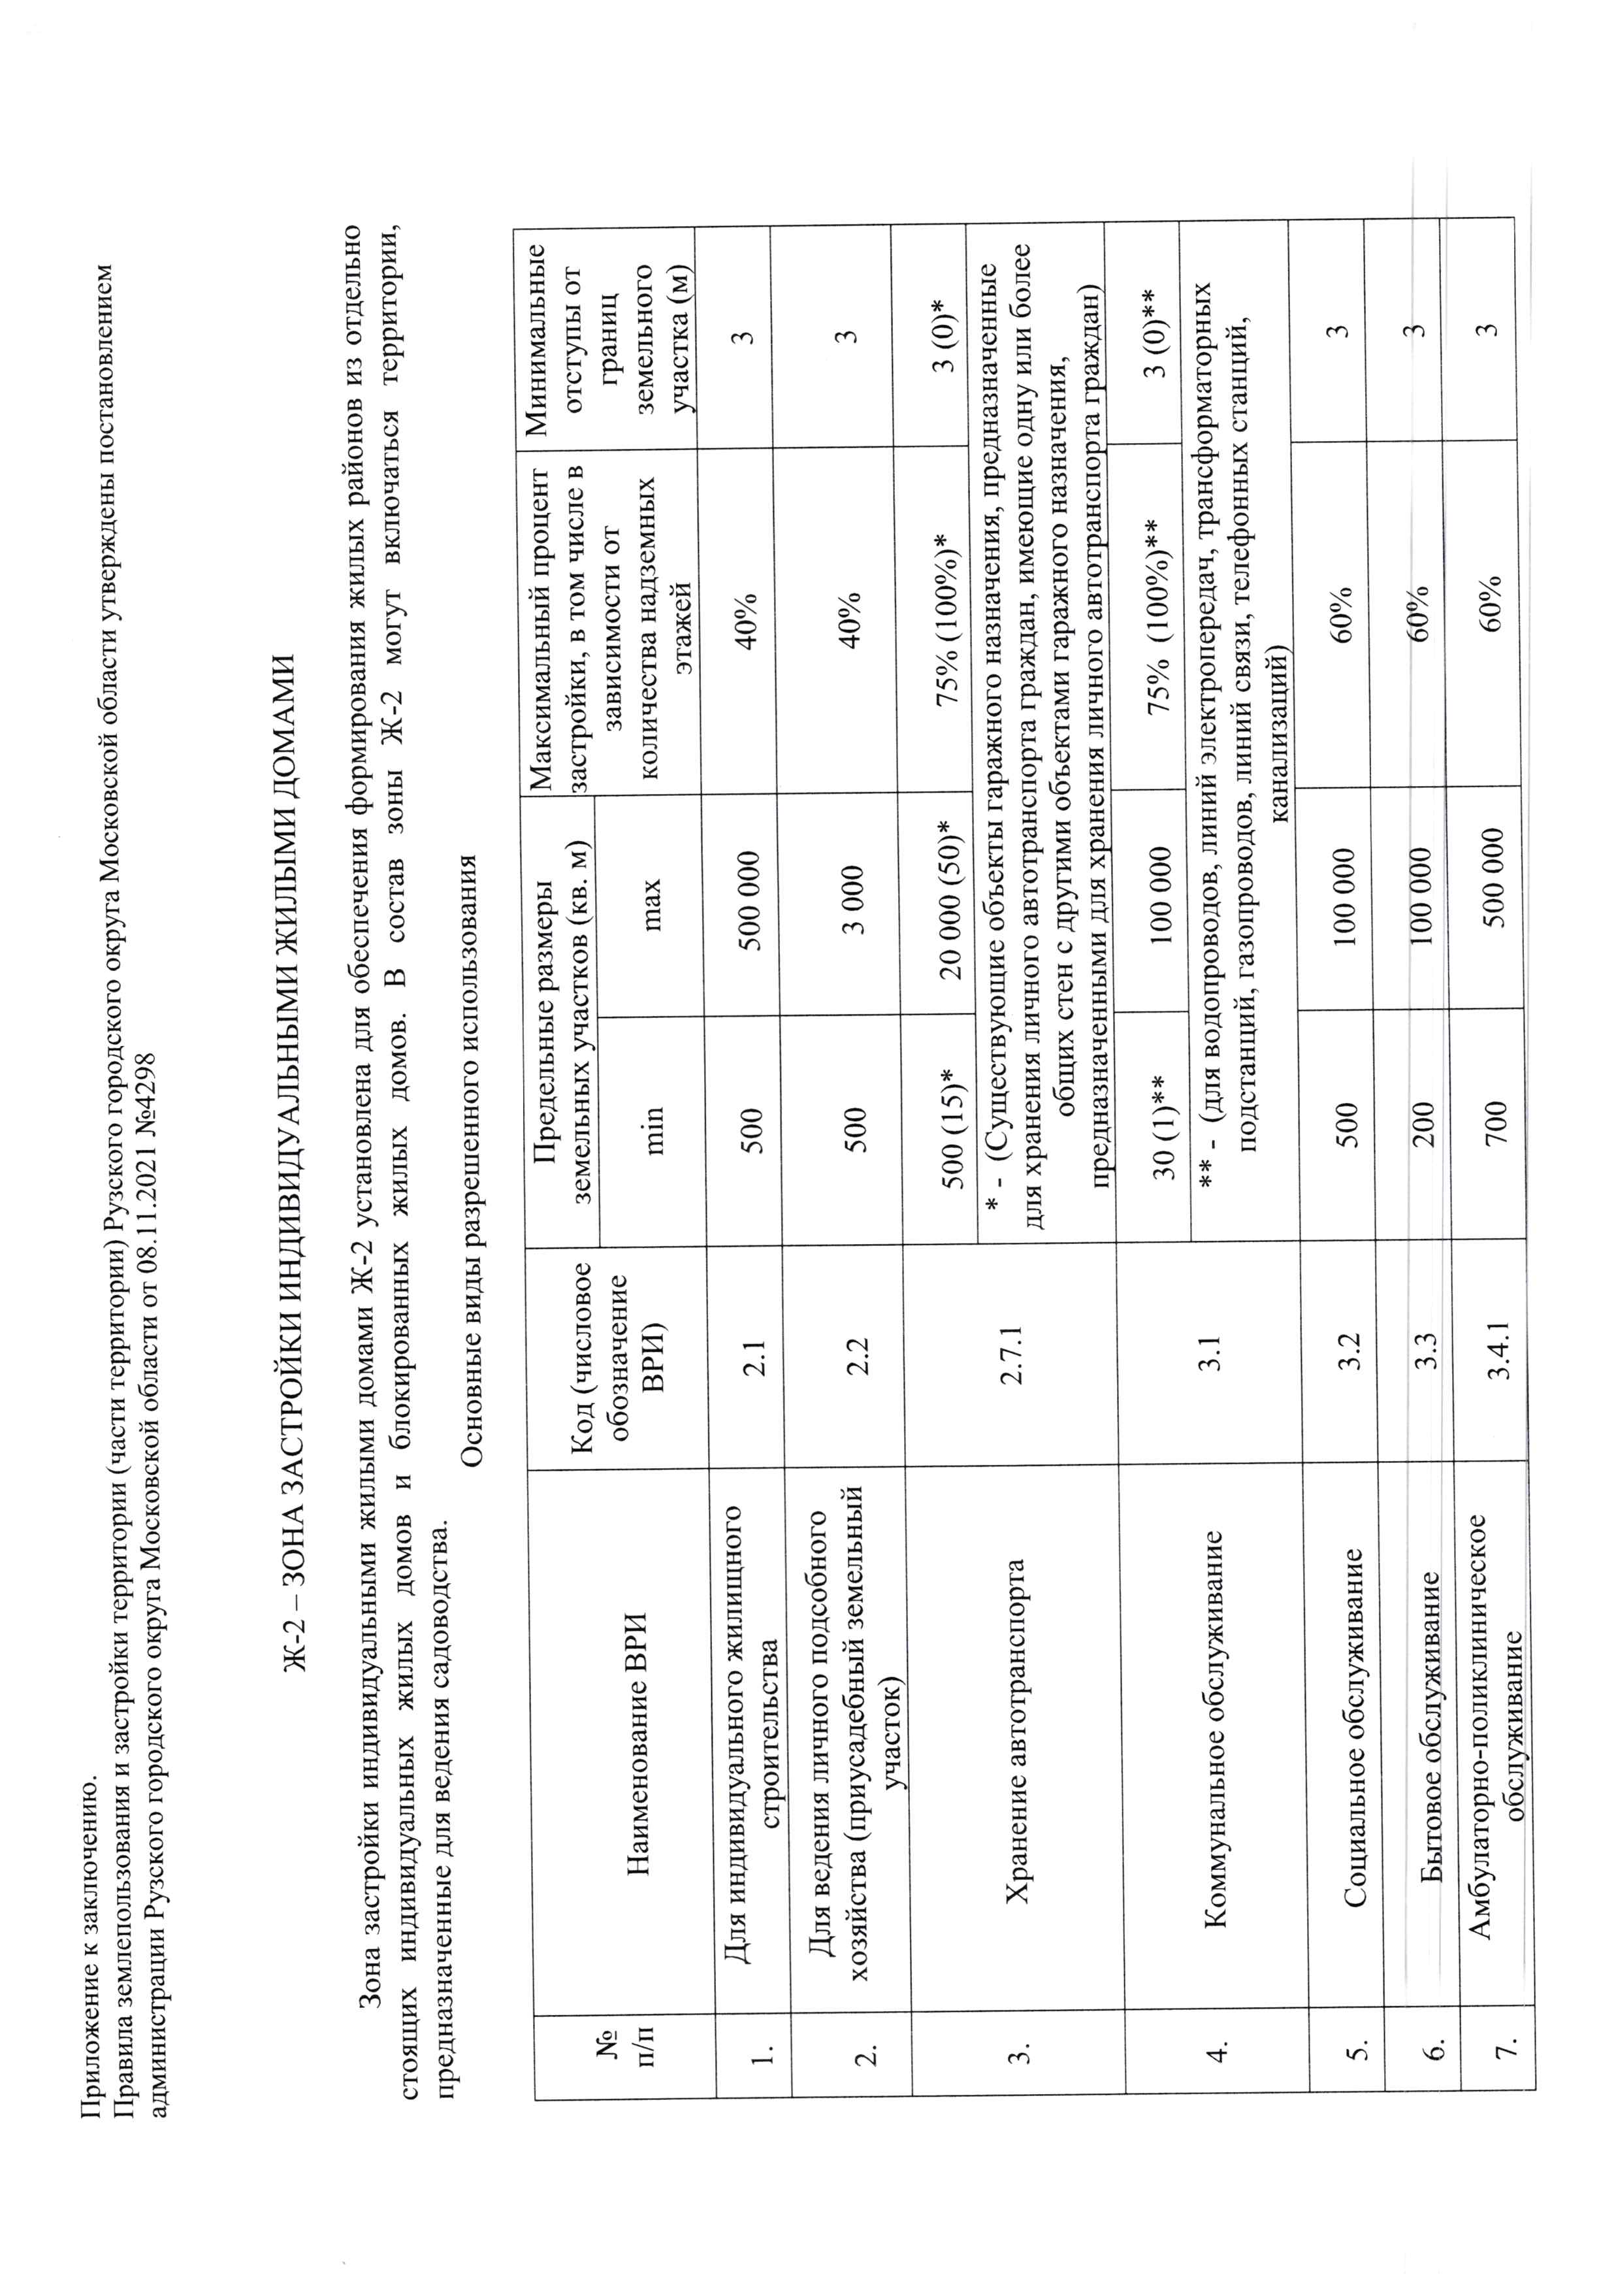 Приложение к заключению.
Правила землепользования и застройки территории (части территории) Рузского городского округа Московской области утверждены постановлением
администрации Рузского городского округа Московской области от 08.11.2021 №4298
Ж-2 – ЗОНА ЗАСТРОЙКИ ИНДИВИДУАЛЬНЫМИ ЖИЛЫМИ ДОМАМИ
Зона застройки индивидуальными жилыми домами Ж-2 установлена для обеспечения формирования жилых районов из отдельно
стоящих индивидуальных жилых домов и блокированных жилых домов. В состав зоны Ж-2 могут включаться территории,
предназначенные для ведения садоводства.
Основные виды разрешенного использования
№
п/п
Наименование ВРИ
Код (числовое
обозначение
ВРИ)
Предельные размеры
земельных участков (кв. м)
min
max
Максимальный процент
застройки, в том числе в
зависимости от
количества надземных
этажей
Минимальные
отступы от
границ
земельного
участка (м)
1.
Для индивидуального жилищного
строительства
2.1
500
500 000
40%
3
2.
Для ведения личного подсобного
хозяйства (приусадебный земельный
участок)
2.2
500
3 000
40%
3
3.
Хранение автотранспорта
2.7.1
500 (15)*
20 000 (50)*
75% (100%)*
3 (0)*
* - (Существующие объекты гаражного назначения, предназначенные
для хранения личного автотранспорта граждан, имеющие одну или более
общих стен с другими объектами гаражного назначения,
предназначенными для хранения личного автотранспорта граждан)
4.
Коммунальное обслуживание
3.1
30 (1)**
100 000
75% (100%)**
3 (0)**
** - (для водопроводов, линий электропередач, трансформаторных
подстанций, газопроводов, линий связи, телефонных станций,
канализаций)
5.
Социальное обслуживание
3.2
500
100 000
60%
3
6.
Бытовое обслуживание
3.3
200
100 000
60%
3
7.
Амбулаторно-поликлиническое
обслуживание
3.4.1
700
500 000
60%
3